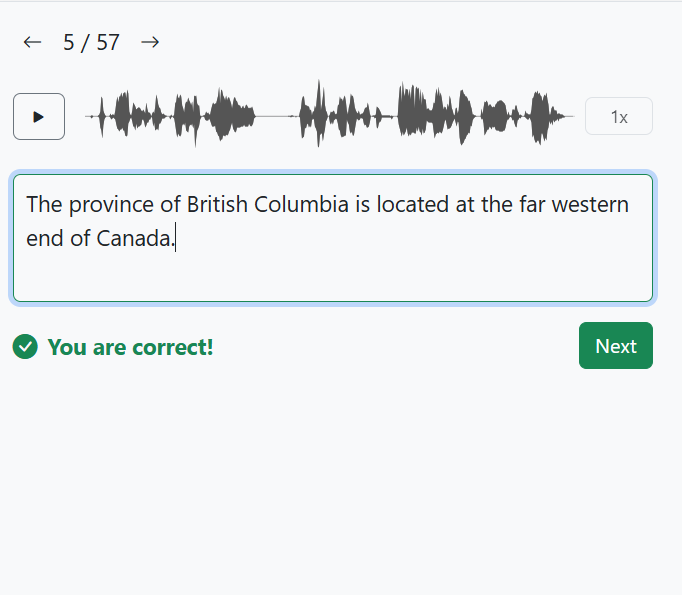 5 / 57
1x
The province of British Columbia is located at the far western
end of Canada.
You are correct!
Next